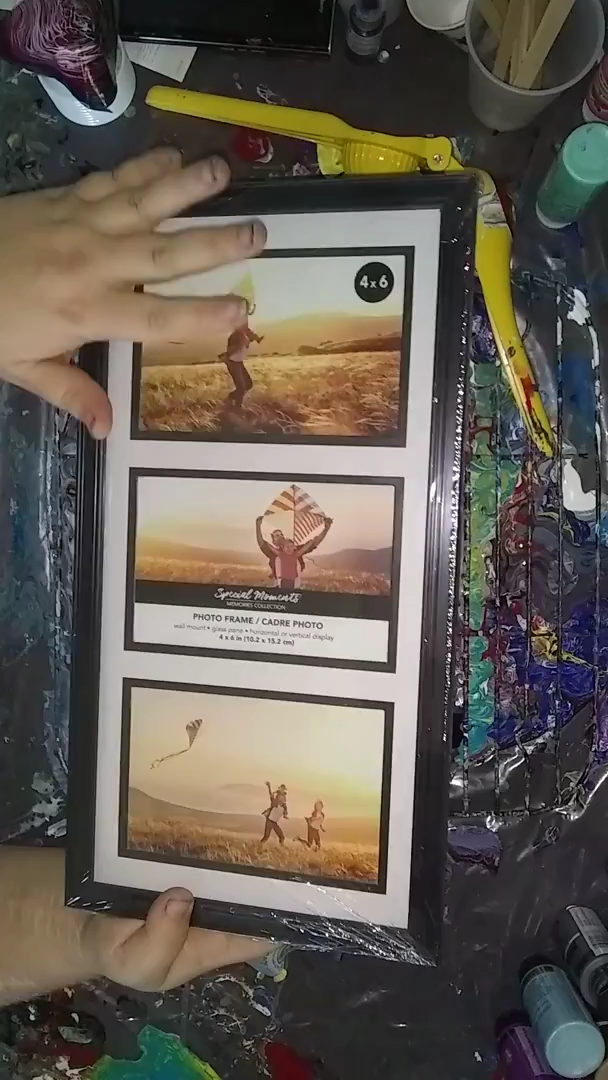 4x6
Special Moments
MEMORIES COLLECTION
PHOTO FRAME / CADRE PHOTO
wall mount • glass pane • horizontal or vertical display
4 x 6 in (10.2 x 15.2 cm)